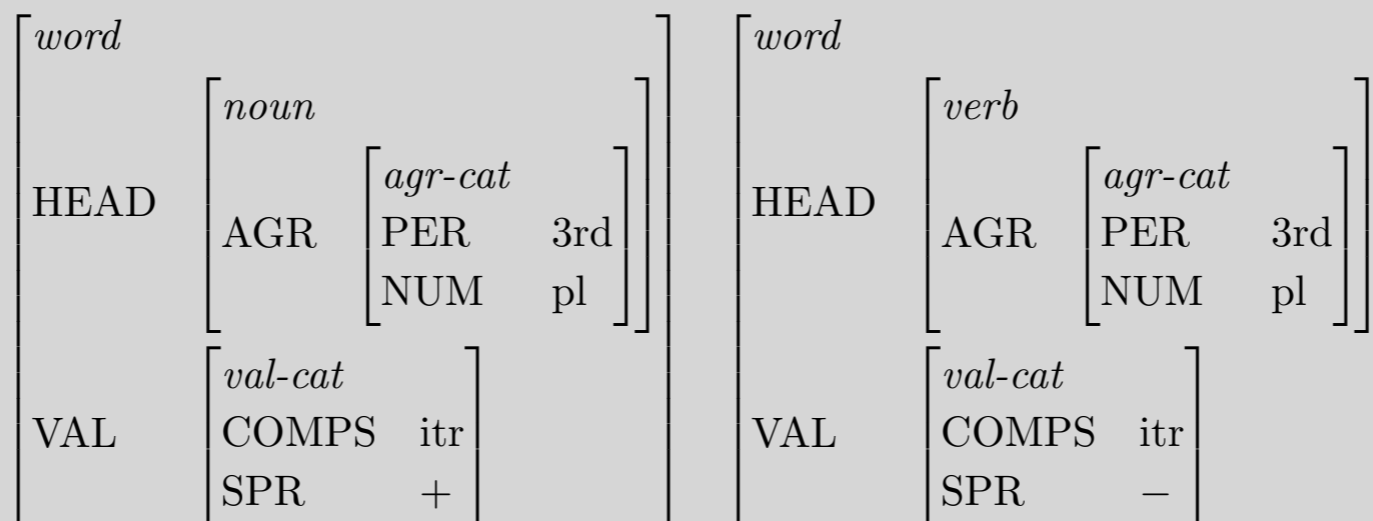 word word
noun verb
agr-cat agr-cat
HEAD HEAD
AGR PER 3rd AGR PER 3rd
NUM pl NUM pl
val-cat val-cat
VAL COMPS itr VAL COMPS itr
SPR + SPR −